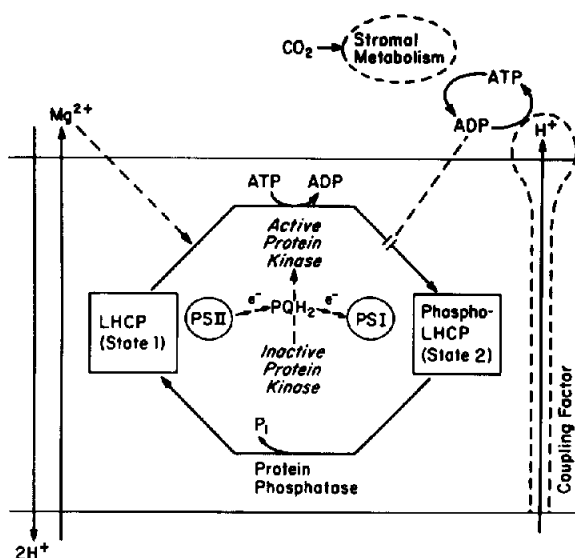 CO2
Stromal
Metabolism
ATP
ADP
Mg2+
H+
ATP ADP
Active
Protein
Kinase
LHCP
(State 1)
PSII
e-
PQH2
e-
PSI
Phospho-
LHCP
(State 2)
Inactive
Protein
Kinase
Pi
Protein
Phosphatase
Coupling Factor
2H+